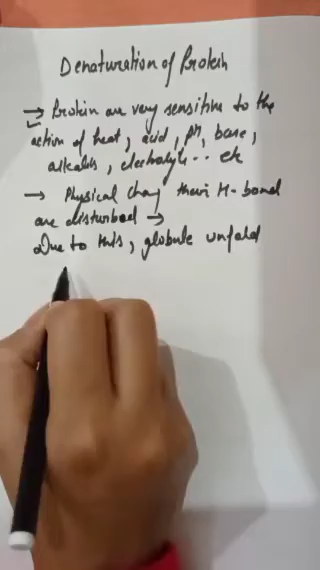 Denaturation of Protein
→ Protein are very sensitive to the
action of heat, acid, pH, base,
alkalis, electrolyte .. etc
→ Physical chang their H-bond
are disturbed →
Due to this, globule unfold